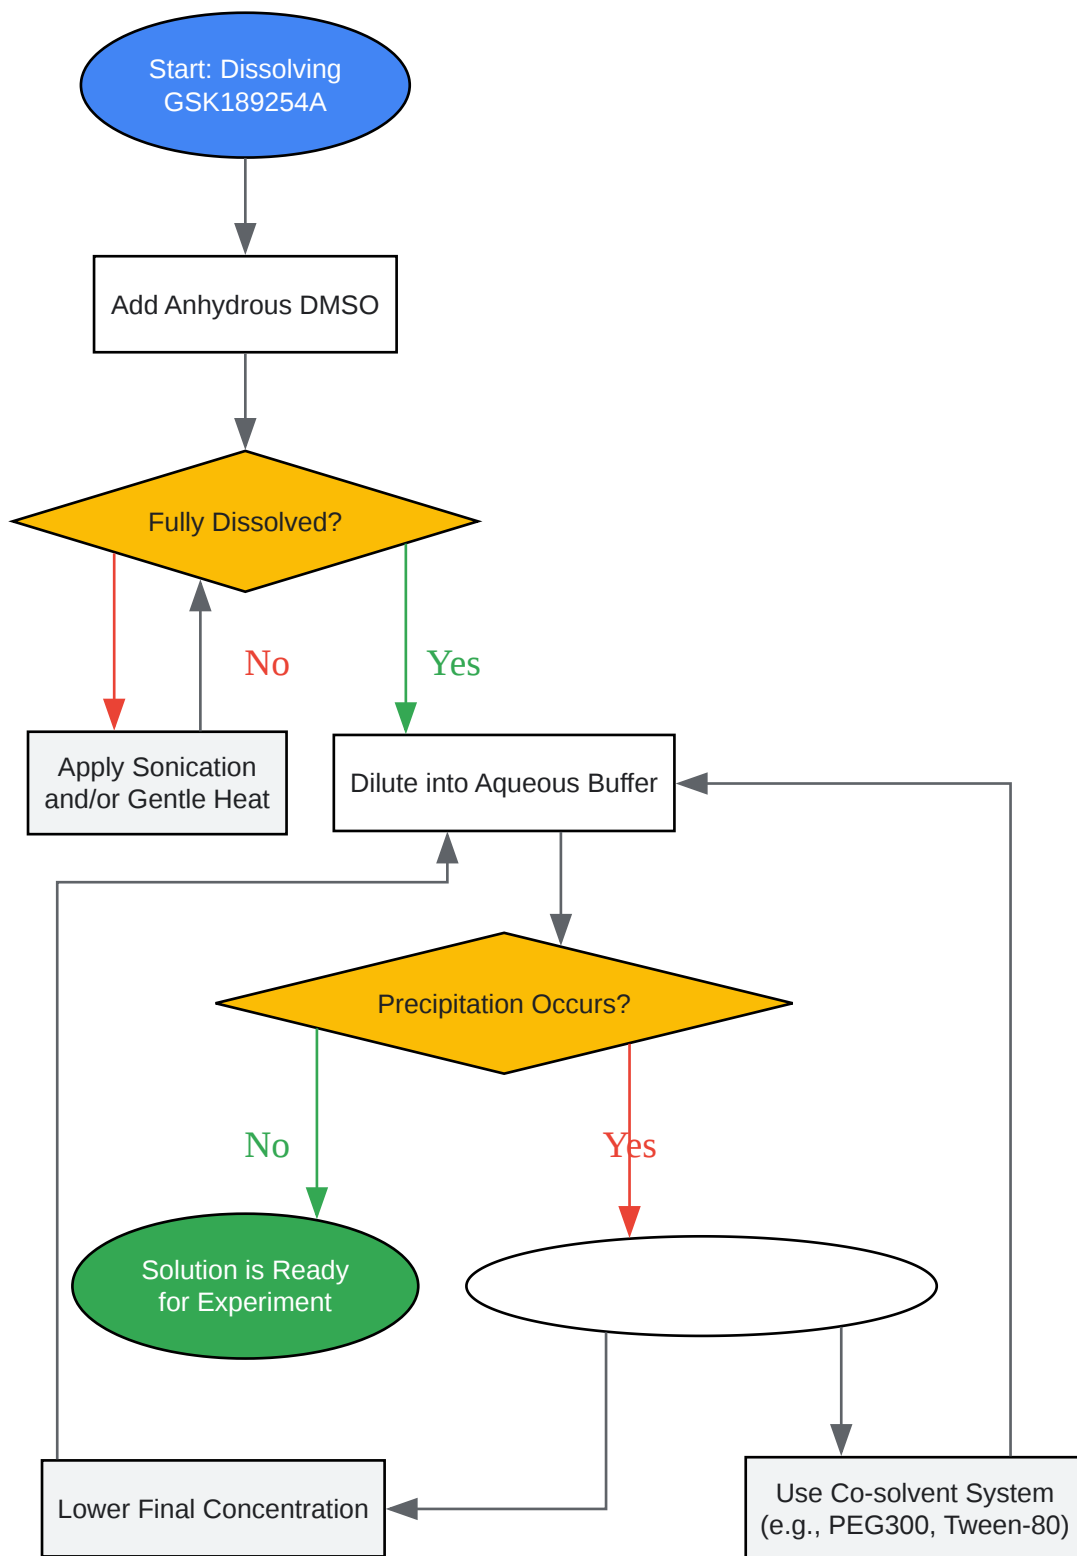 Start: Dissolving
GSK189254A
Add Anhydrous DMSO
Fully Dissolved?
No
Yes
Apply Sonication
and/or Gentle Heat
Dilute into Aqueous Buffer
Precipitation Occurs?
No
Yes
Solution is Ready
for Experiment
Lower Final Concentration
Use Co-solvent System
(e.g., PEG300, Tween-80)